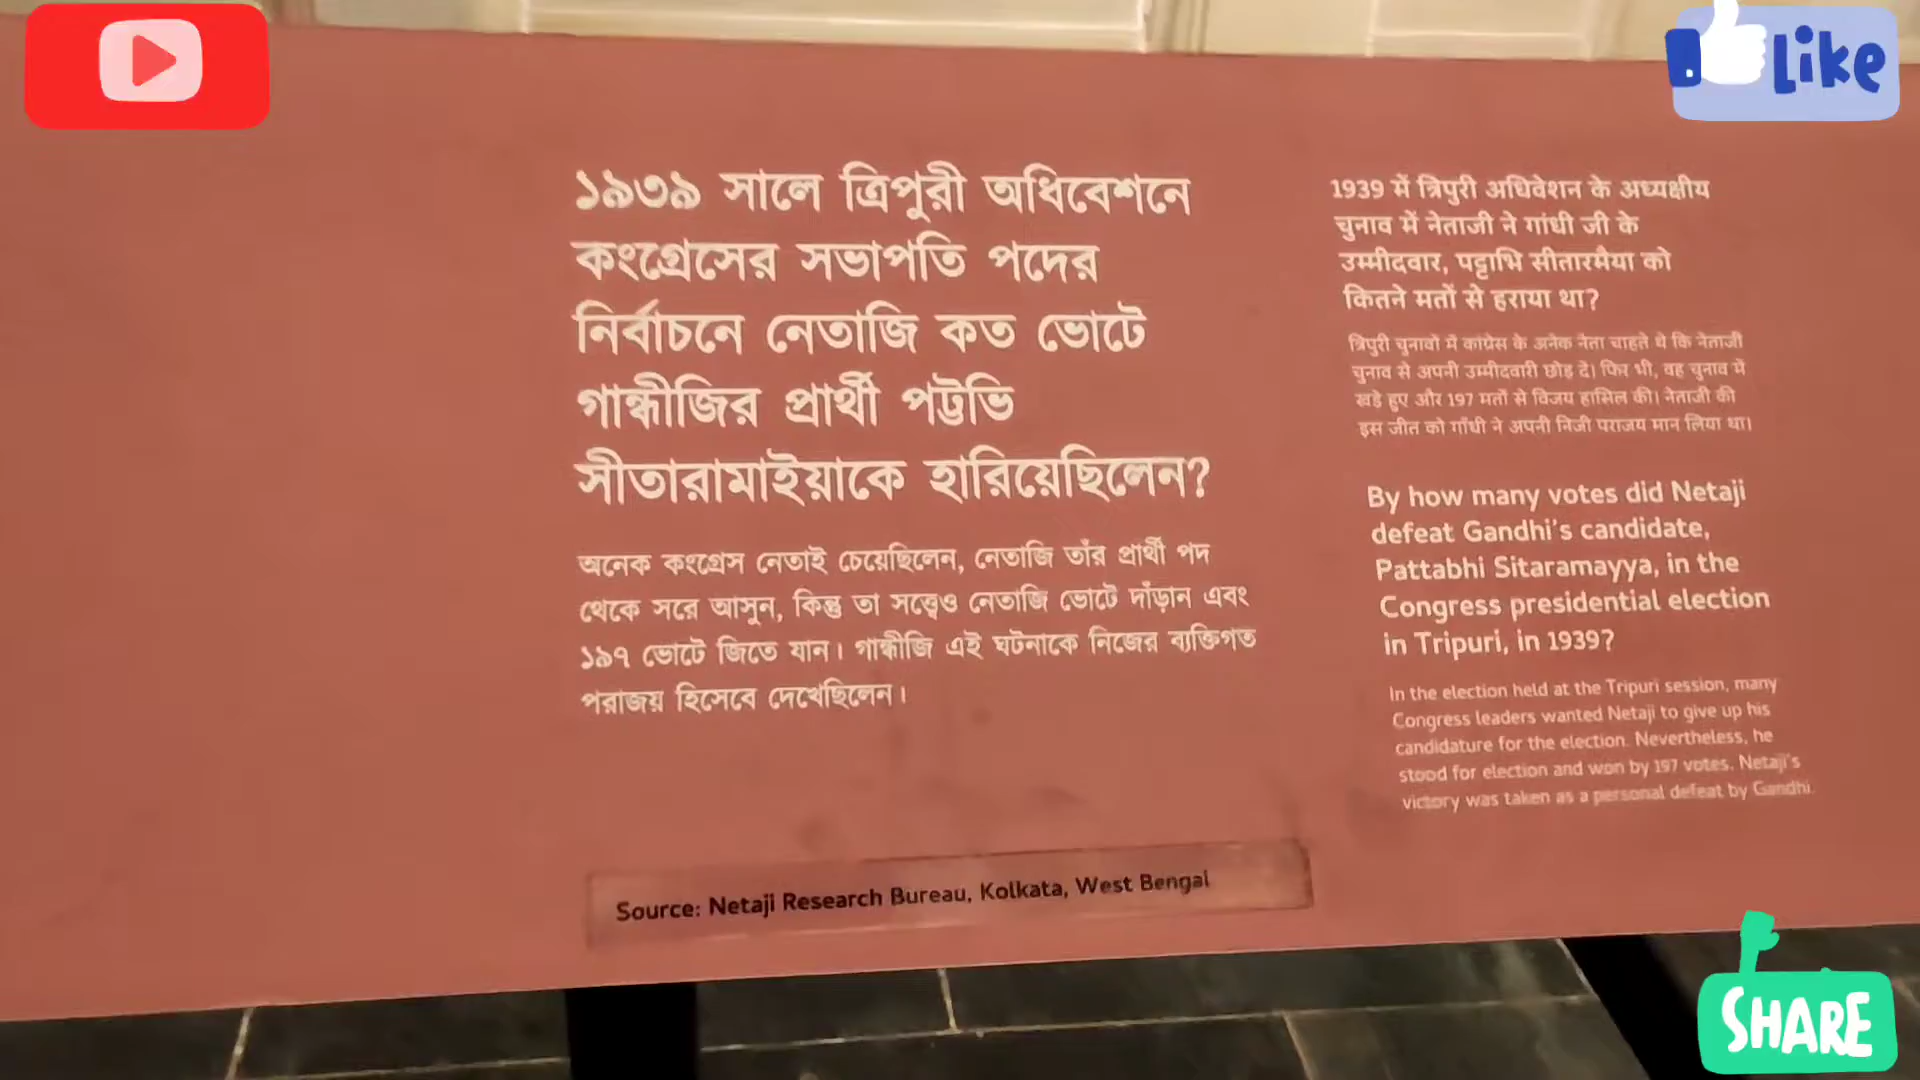 Like
১৯৩৯ সালে ত্রিপুরী অধিবেশনে
কংগ্রেসের সভাপতি পদের
নির্বাচনে নেতাজি কত ভোটে
গান্ধীজির প্রার্থী পট্টভি
সীতারামাইয়াকে হারিয়েছিলেন?
অনেক কংগ্রেস নেতাই চেয়েছিলেন, নেতাজি তাঁর প্রার্থী পদ
থেকে সরে আসুন, কিন্তু তা সত্ত্বেও নেতাজি ভোটে দাঁড়ান এবং
১৯৭ ভোটে জিতে যান। গান্ধীজি এই ঘটনাকে নিজের ব্যক্তিগত
পরাজয় হিসেবে দেখেছিলেন।
1939 में त्रिपुरी अधिवेशन के अध्यक्षीय
चुनाव में नेताजी ने गांधी जी के
उम्मीदवार, पट्टाभि सीतारमैया को
कितने मतों से हराया था?
त्रिपुरी चुनावों में कांग्रेस के अनेक नेता चाहते थे कि नेताजी
चुनाव से अपनी उम्मीदवारी छोड़ दें। फिर भी, वह चुनाव में
खड़े हुए और 197 मतों से विजय हासिल की। नेताजी की
इस जीत को गाँधी ने अपनी निजी पराजय मान लिया था।
By how many votes did Netaji
defeat Gandhi's candidate,
Pattabhi Sitaramayya, in the
Congress presidential election
in Tripuri, in 1939?
In the election held at the Tripuri session, many
Congress leaders wanted Netaji to give up his
candidature for the election. Nevertheless, he
stood for election and won by 197 votes. Netaji's
victory was taken as a personal defeat by Gandhi.
Source: Netaji Research Bureau, Kolkata, West Bengal
SHARE